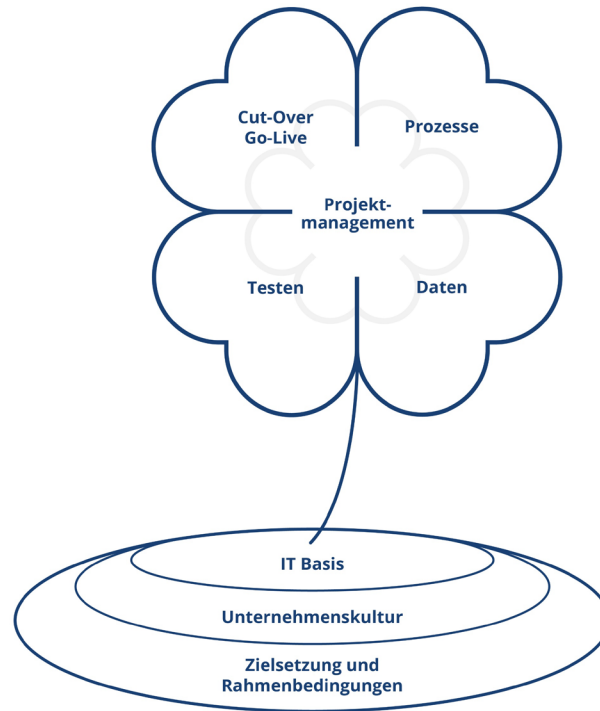 Cut-Over
Go-Live
Prozesse
Projekt-
management
Testen
Daten
IT Basis
Unternehmenskultur
Zielsetzung und
Rahmenbedingungen